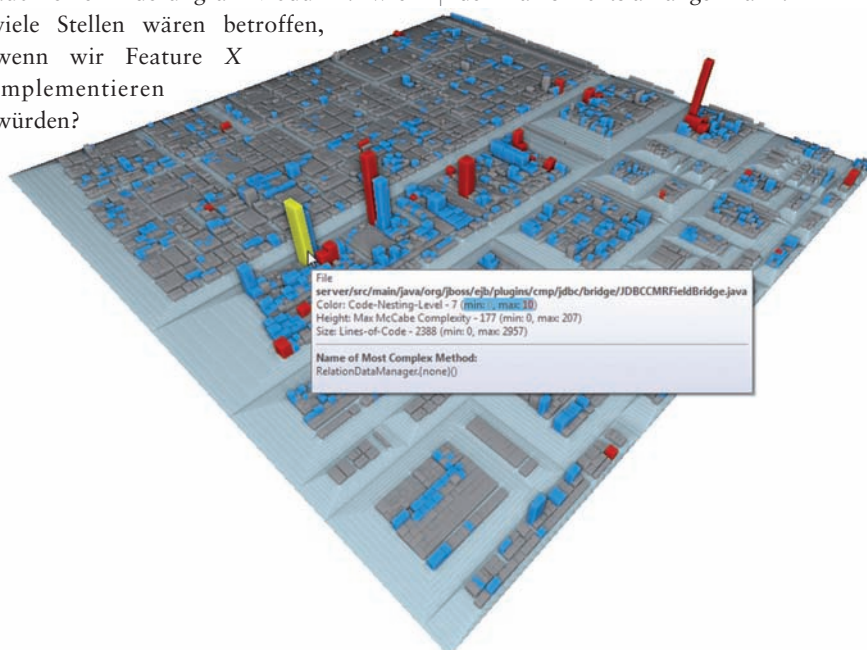 viele Stellen wären betroffen,
wenn wir Feature X
implementieren
würden?
File
server/src/main/java/org/jboss/ejb/plugins/cmp/jdbc/bridge/JDBCCMRFieldBridge.java
Color: Code-Nesting-Level - 7 (min: , max: 10)
Height: Max McCabe Complexity - 177 (min: 0, max: 207)
Size: Lines-of-Code - 2388 (min: 0, max: 2957)
Name of Most Complex Method:
RelationDataManager.(none)()